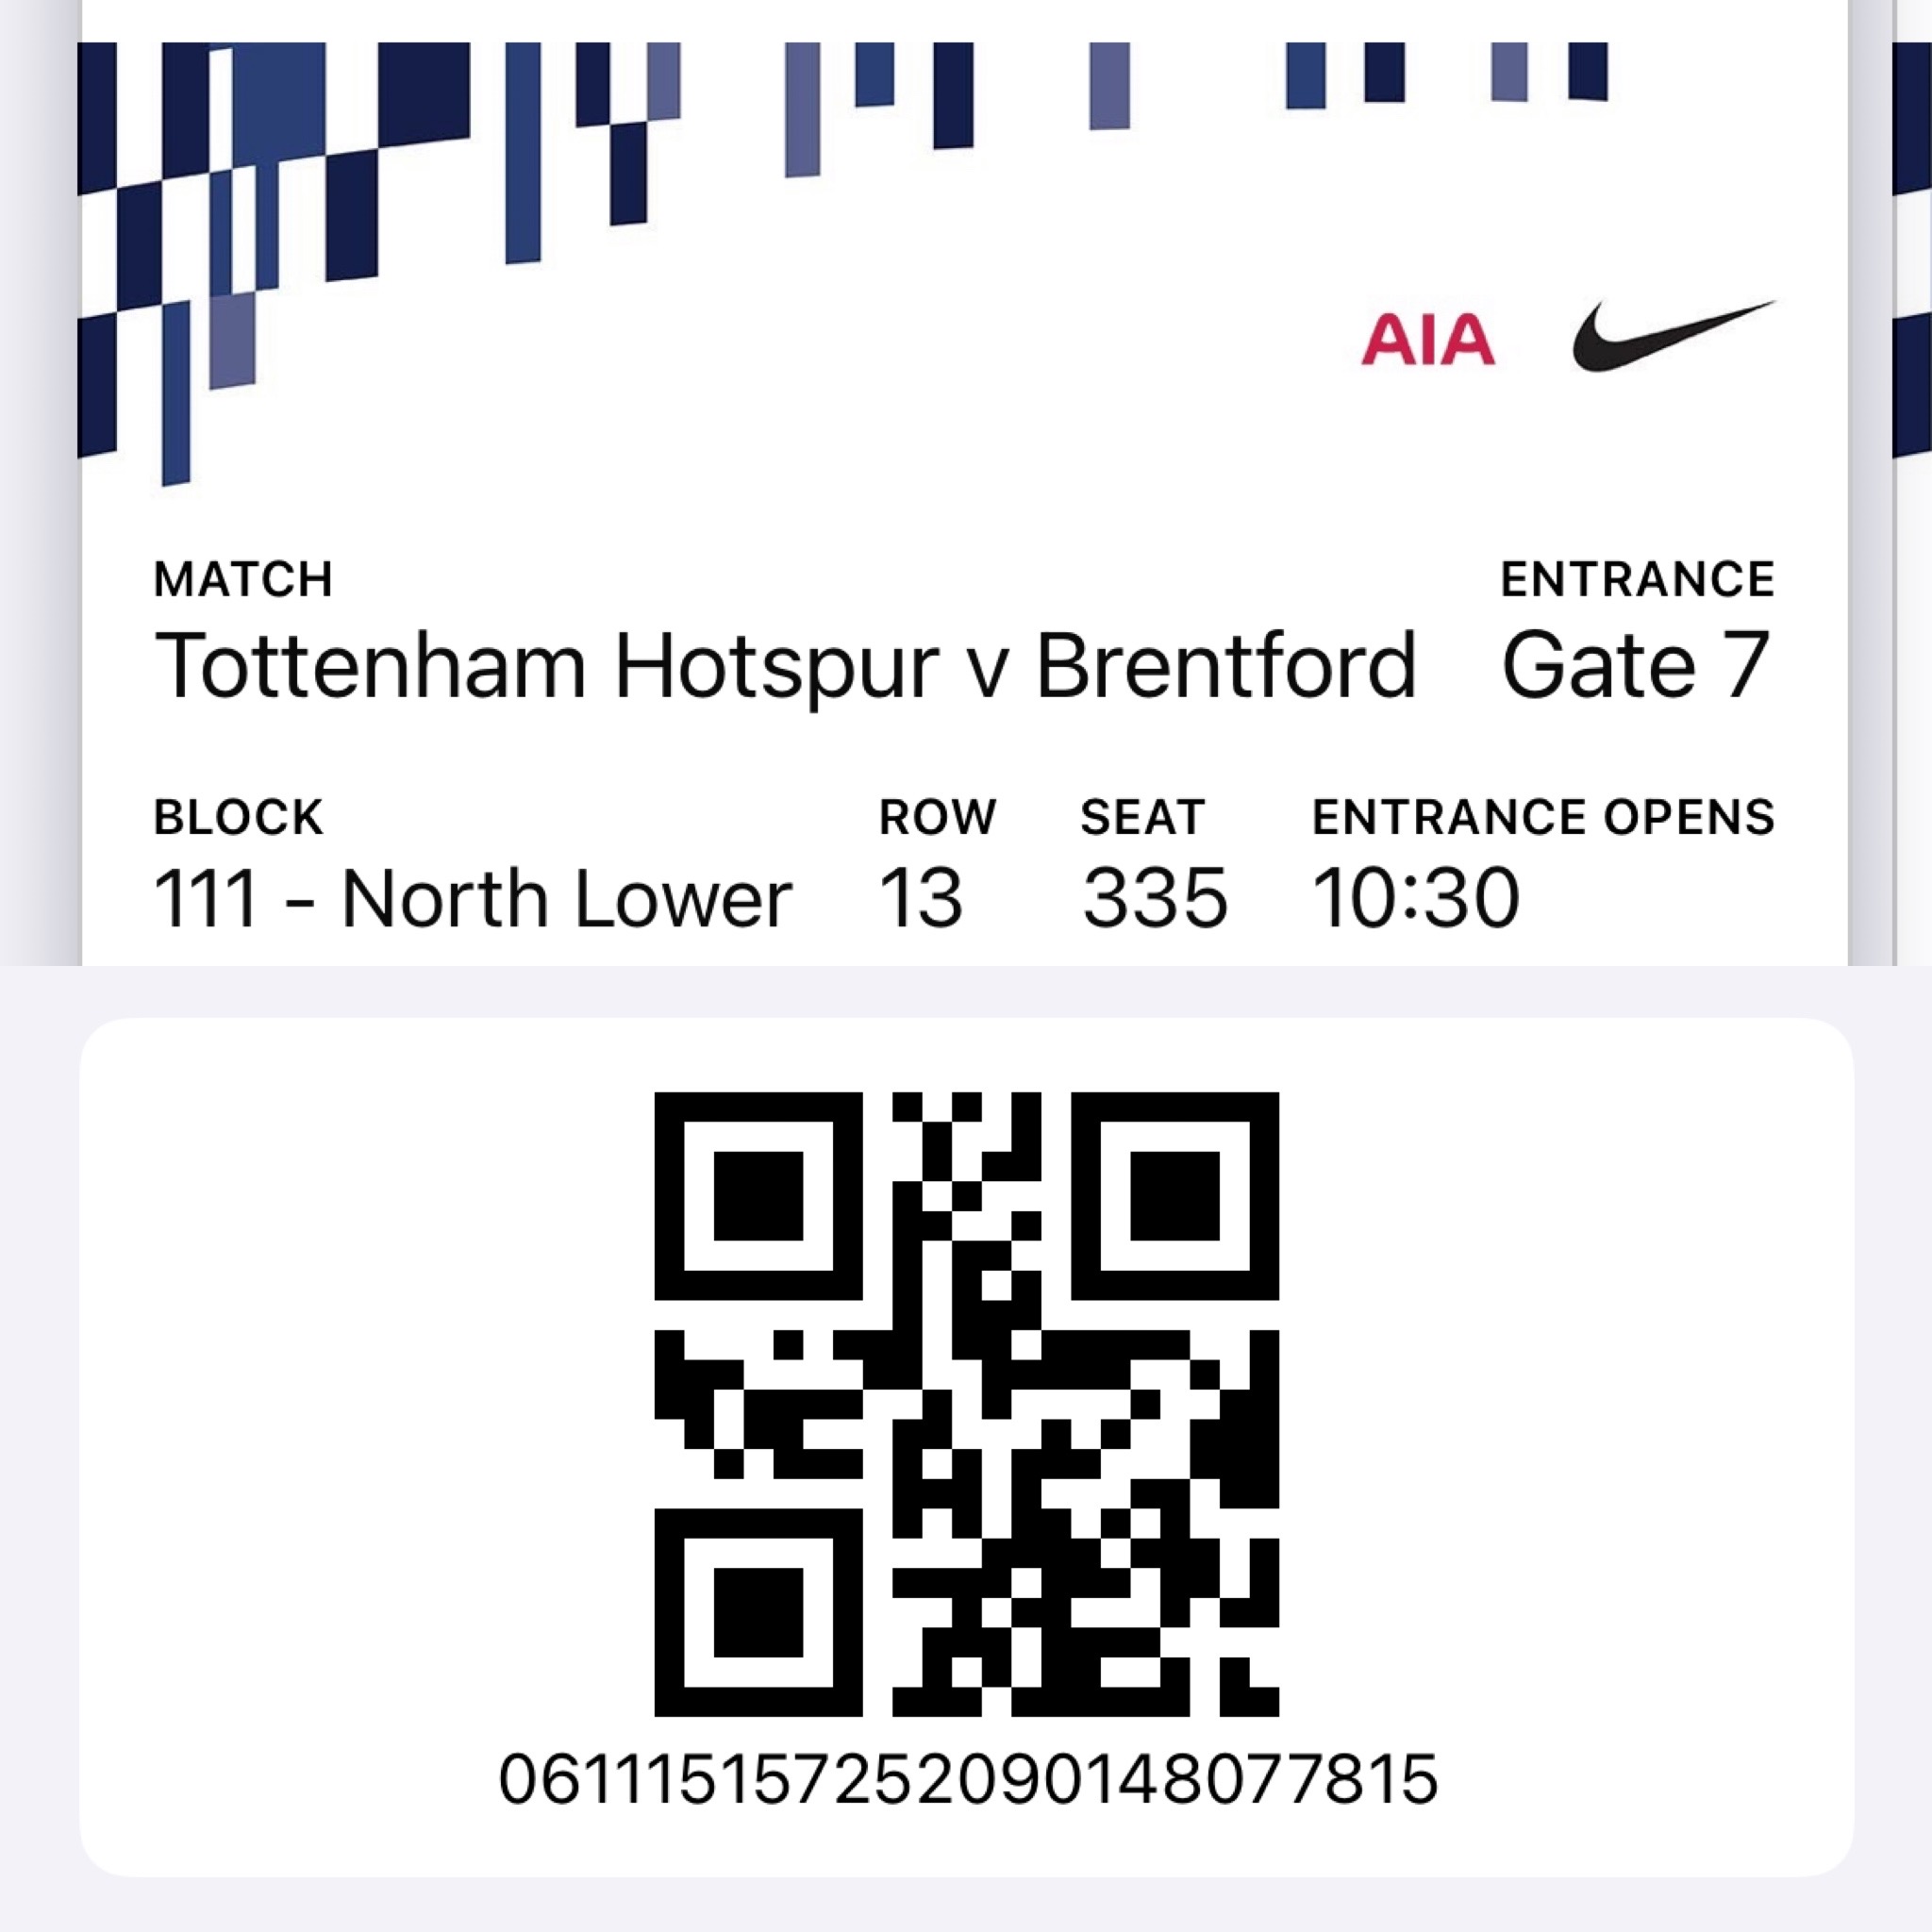 AIA
MATCH ENTRANCE
Tottenham Hotspur v Brentford Gate 7
BLOCK ROW SEAT ENTRANCE OPENS
111 - North Lower 13 335 10:30
061115157252090148077815